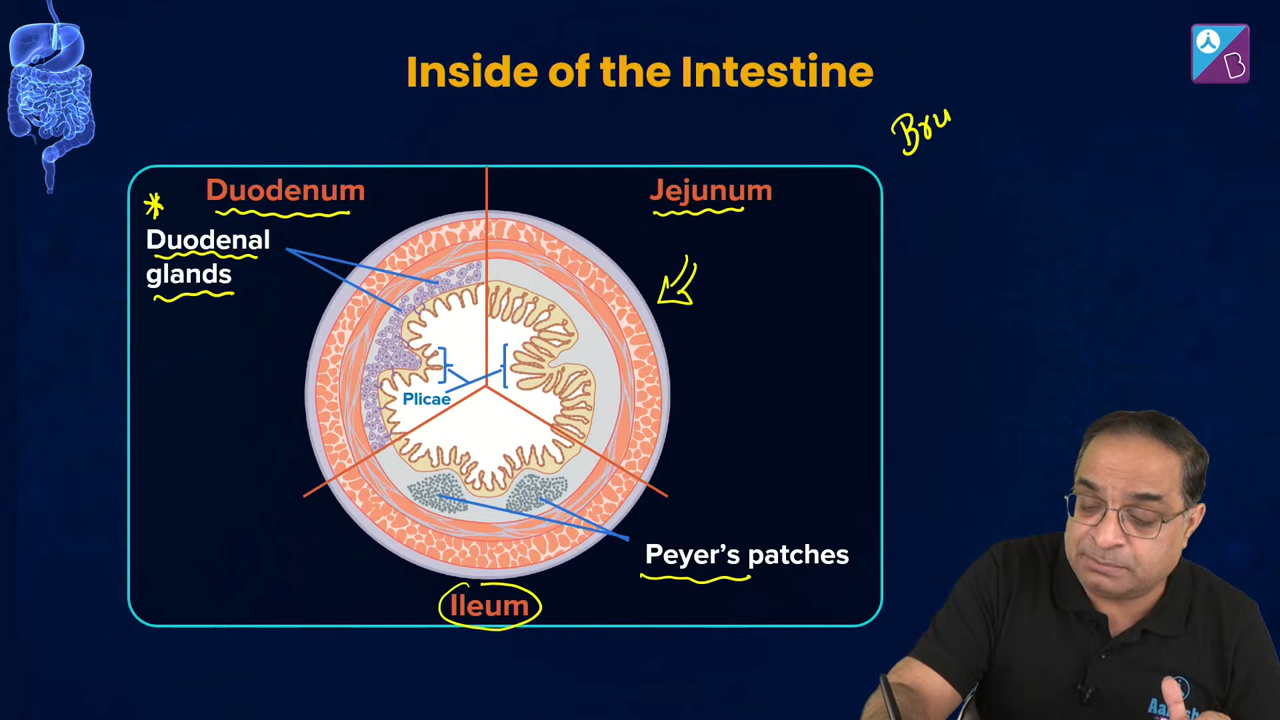 Inside of the Intestine
Bru
Duodenum
Jejunum
*
Duodenal
glands
Plicae
Peyer's patches
Ileum
B